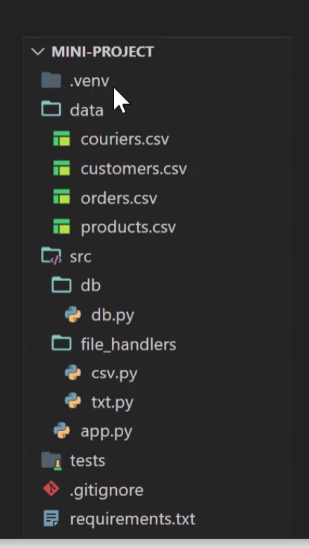 MINI-PROJECT
.venv
data
couriers.csv
customers.csv
orders.csv
products.csv
src
db
db.py
file_handlers
csv.py
txt.py
app.py
tests
.gitignore
requirements.txt